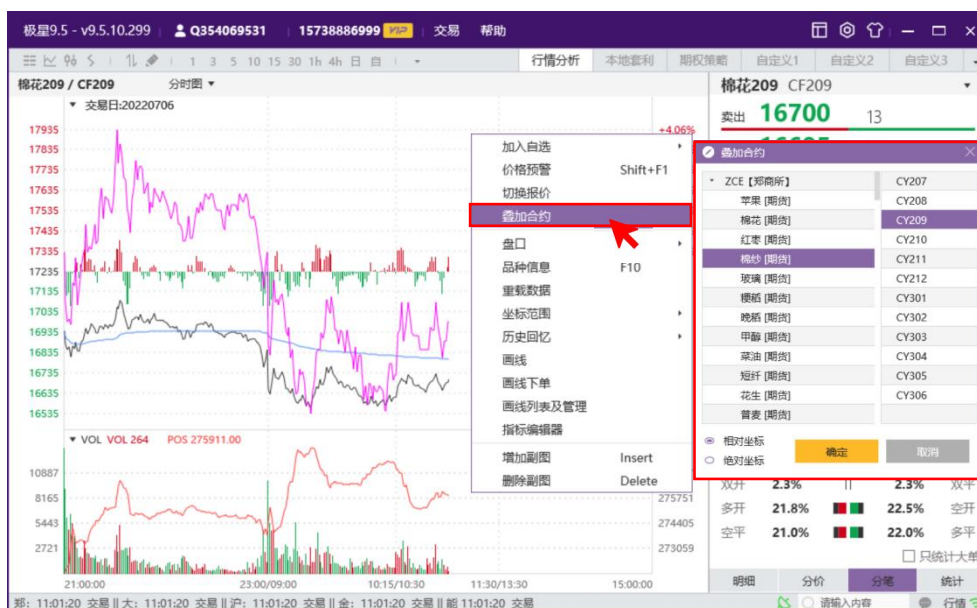 极星9.5 - v9.5.10.299 Q354069531 15738886999 VIP 交易 帮助
1 3 5 10 15 30 1h 4h 日 自 行情分析 本地套利 期权策略 自定义1 自定义2 自定义3
棉花209 / CF209 分时图
交易日:20220706
棉花209 CF209
卖出 16700 13
17935 +4.06%
17835
17735
17635
17535
17435
17335
17235
17135
17035
16935
16835
16735
16635
16535
加入自选
价格预警 Shift+F1
切换报价
叠加合约
盘口
品种信息 F10
重载数据
坐标范围
历史回忆
画线
画线下单
画线列表及管理
指标编辑器
增加副图 Insert
删除副图 Delete
叠加合约
ZCE【郑商所】 CY207
苹果 [期货] CY208
棉花 [期货] CY209
红枣 [期货] CY210
棉纱 [期货] CY211
玻璃 [期货] CY212
粳稻 [期货] CY301
晚稻 [期货] CY302
甲醇 [期货] CY303
菜油 [期货] CY304
短纤 [期货] CY305
花生 [期货] CY306
普麦 [期货]
相对坐标
绝对坐标
确定 取消
VOL VOL 264 POS 275911.00
10887
8165 275751
5443 274405
2721 273059
21:00:00 23:00/09:00 10:15/10:30 11:30/13:30 15:00:00
双开 2.3% 2.3% 双平
多开 21.8% 22.5% 空开
空平 21.0% 22.0% 多平
只统计大单
明细 分价 分笔 统计
郑: 11:01:20 交易 || 大: 11:01:20 交易 || 沪: 11:01:20 交易 || 金: 11:01:20 交易 || 能 11:01:20 交易 请输入内容 行情